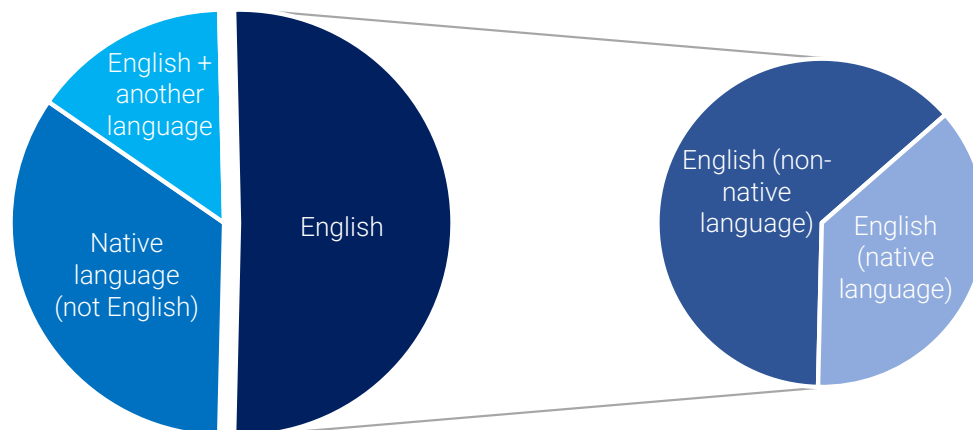 English +
another
language
English
Native
language
(not English)
English (non-
native
language)
English
(native
language)